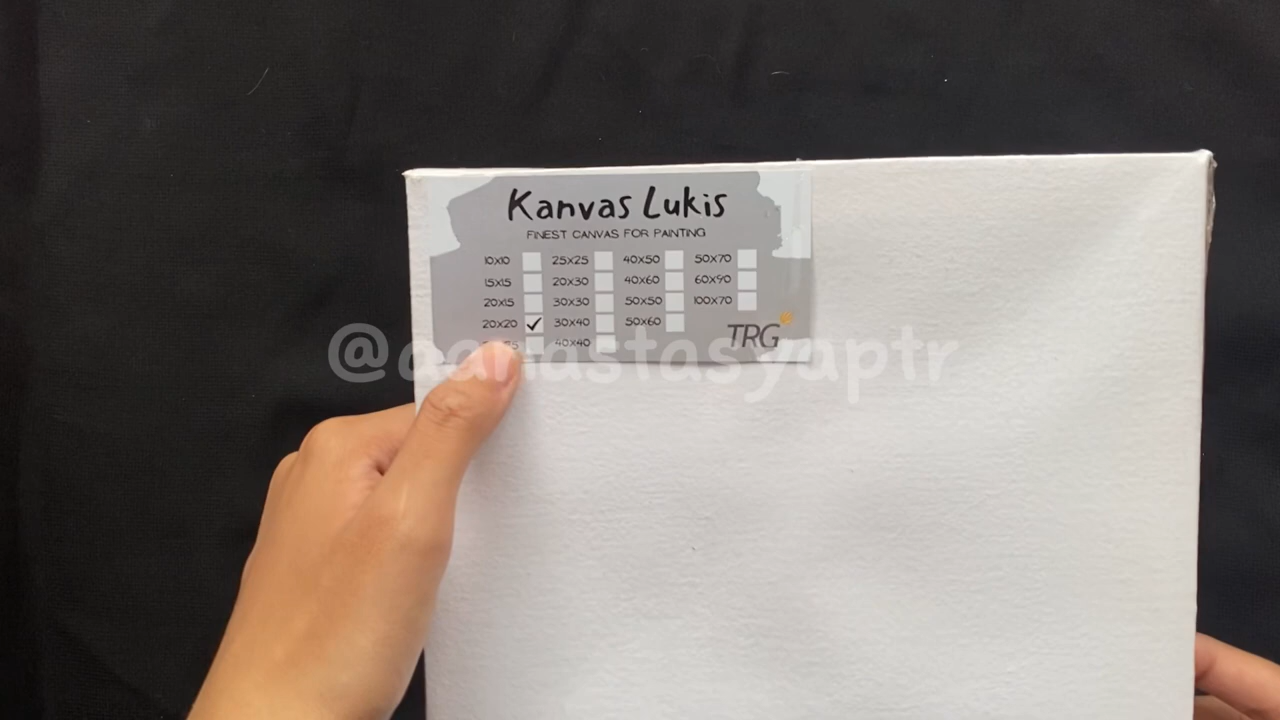 Kanvas Lukis
FINEST CANVAS FOR PAINTING
10X10 25X25 40X50 50X70
15X15 20X30 40X60 60X90
20X15 30X30 50X50 100X70
20X20 ✓ 30X40 50X60
40X40
TRG
@aanastasyaptr